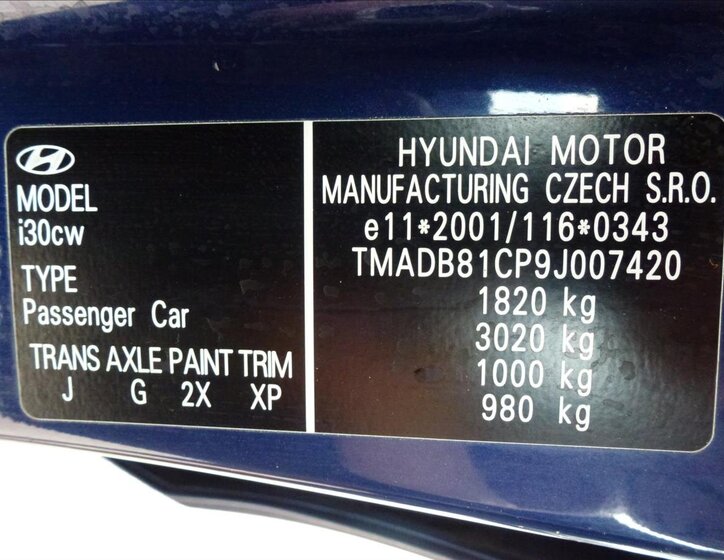 MODEL
i30cw
TYPE
Passenger Car
TRANS AXLE PAINT TRIM
J G 2X XP
HYUNDAI MOTOR
MANUFACTURING CZECH S.R.O.
e11*2001/116*0343
TMADB81CP9J007420
1820 kg
3020 kg
1000 kg
980 kg